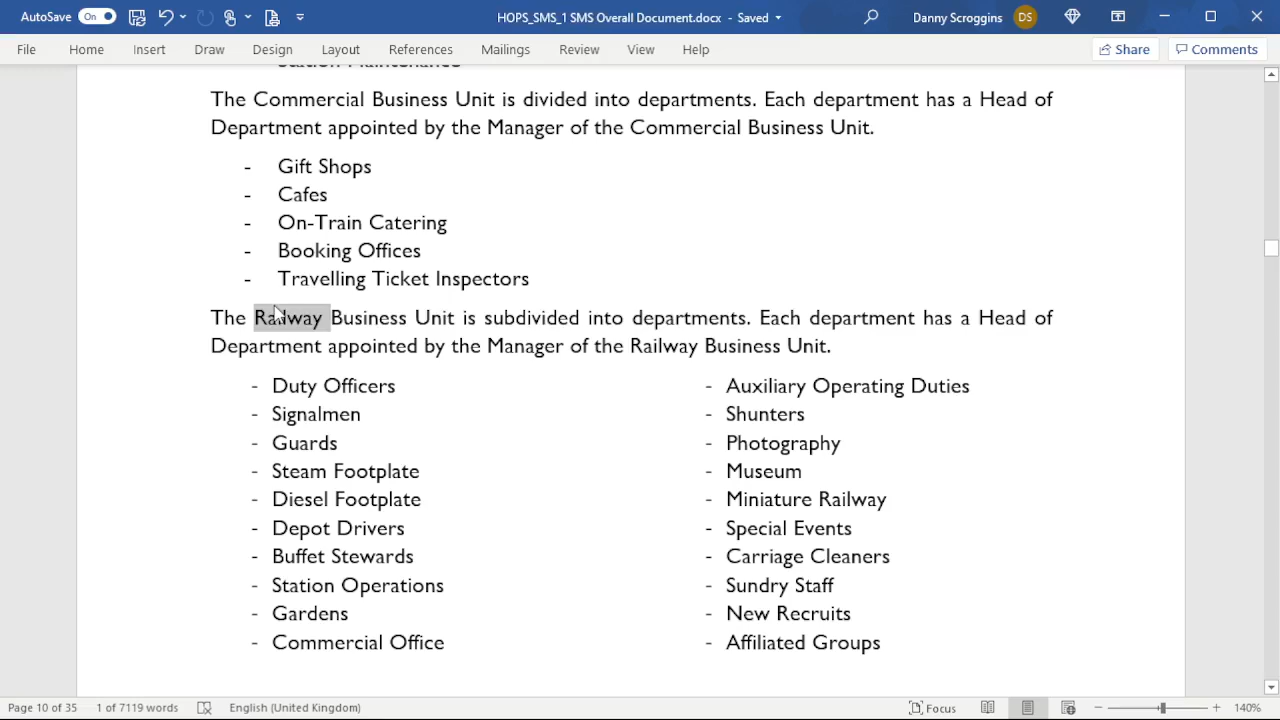 AutoSave On HOPS_SMS_1 SMS Overall Document.docx - Saved Danny Scroggins DS
File Home Insert Draw Design Layout References Mailings Review View Help Share Comments
Station Maintenance
The Commercial Business Unit is divided into departments. Each department has a Head of
Department appointed by the Manager of the Commercial Business Unit.
- Gift Shops
- Cafes
- On-Train Catering
- Booking Offices
- Travelling Ticket Inspectors
The Railway Business Unit is subdivided into departments. Each department has a Head of
Department appointed by the Manager of the Railway Business Unit.
- Duty Officers
- Signalmen
- Guards
- Steam Footplate
- Diesel Footplate
- Depot Drivers
- Buffet Stewards
- Station Operations
- Gardens
- Commercial Office
- Auxiliary Operating Duties
- Shunters
- Photography
- Museum
- Miniature Railway
- Special Events
- Carriage Cleaners
- Sundry Staff
- New Recruits
- Affiliated Groups
Page 10 of 35 1 of 7119 words English (United Kingdom) Focus 140%